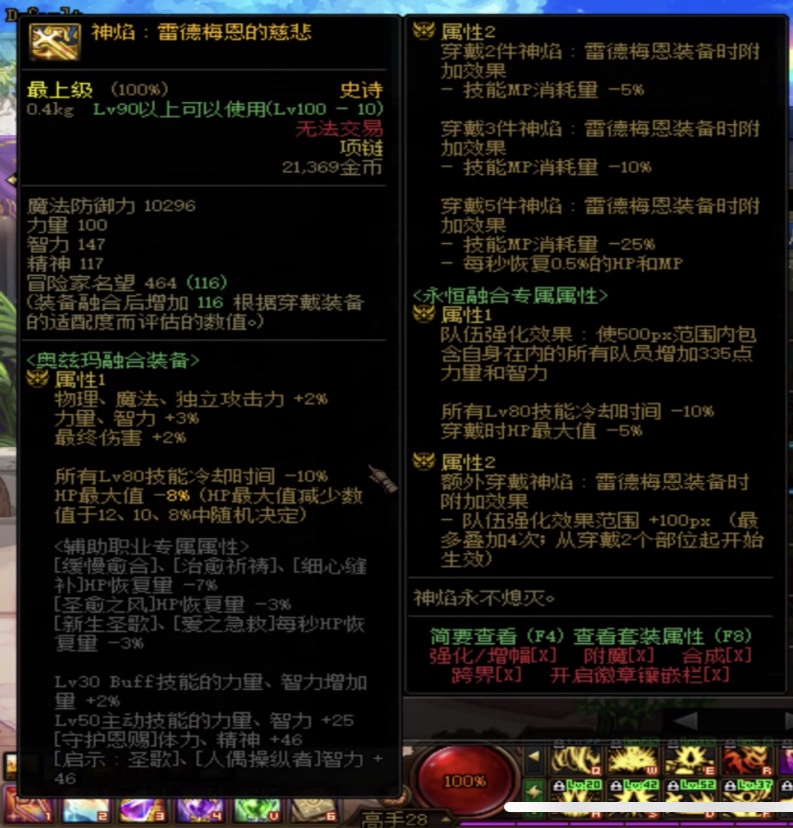 神焰：雷德梅恩的慈悲
最上级 （100%） 史诗
0.4kg Lv90以上可以使用(Lv100 - 10)
无法交易
项链
21,369金币
魔法防御力 10296
力量 100
智力 147
精神 117
冒险家名望 464 (116)
(装备融合后增加 116 根据穿戴装备
的适配度而评估的数值。)
<奥兹玛融合装备>
属性1
物理、魔法、独立攻击力 +2%
力量、智力 +3%
最终伤害 +2%
所有Lv80技能冷却时间 -10%
HP最大值 -8% (HP最大值减少数
值于12、10、8%中随机决定)
<辅助职业专属属性>
[缓慢愈合]、[治愈祈祷]、[细心缝
补]HP恢复量 -7%
[圣愈之风]HP恢复量 -3%
[新生圣歌]、[爱之急救]每秒HP恢
复量 -3%
Lv30 Buff技能的力量、智力增加
量 +2%
Lv50主动技能的力量、智力 +25
[守护恩赐]体力、精神 +46
[启示：圣歌]、[人偶操纵者]智力 +
46
属性2
穿戴2件神焰：雷德梅恩装备时附
加效果
- 技能MP消耗量 -5%
穿戴3件神焰：雷德梅恩装备时附
加效果
- 技能MP消耗量 -10%
穿戴5件神焰：雷德梅恩装备时附
加效果
- 技能MP消耗量 -25%
- 每秒恢复0.5%的HP和MP
<永恒融合专属属性>
属性1
队伍强化效果：使500px范围内包
含自身在内的所有队员增加335点
力量和智力
所有Lv80技能冷却时间 -10%
穿戴时HP最大值 -5%
属性2
额外穿戴神焰：雷德梅恩装备时
附加效果
- 队伍强化效果范围 +100px （最
多叠加4次；从穿戴2个部位起开始
生效）
神焰永不熄灭。
简要查看（F4）查看套装属性（F8）
强化/增幅[X] 附魔[X] 合成[X]
跨界[X] 开启徽章镶嵌栏[X]
100%
高手28